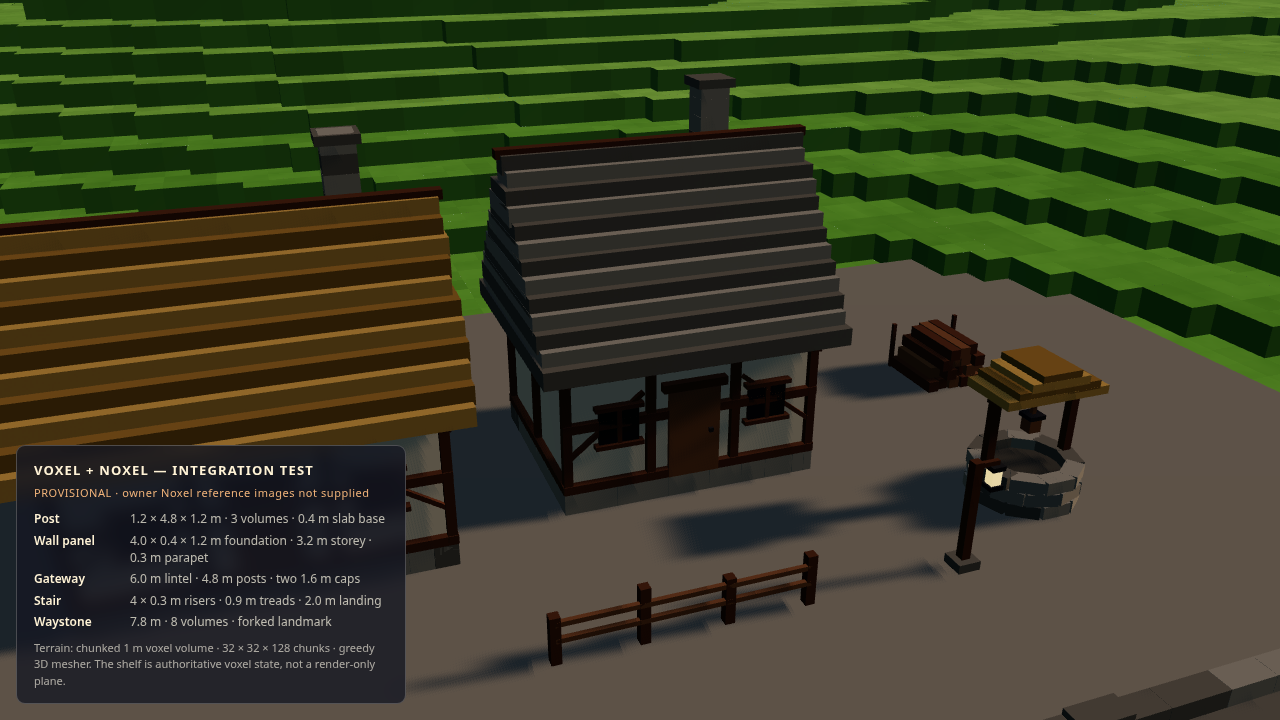 VOXEL + NOXEL — INTEGRATION TEST
PROVISIONAL · owner Noxel reference images not supplied
Post 1.2 × 4.8 × 1.2 m · 3 volumes · 0.4 m slab base
Wall panel 4.0 × 0.4 × 1.2 m foundation · 3.2 m storey ·
0.3 m parapet
Gateway 6.0 m lintel · 4.8 m posts · two 1.6 m caps
Stair 4 × 0.3 m risers · 0.9 m treads · 2.0 m landing
Waystone 7.8 m · 8 volumes · forked landmark
Terrain: chunked 1 m voxel volume · 32 × 32 × 128 chunks · greedy
3D mesher. The shelf is authoritative voxel state, not a render-only
plane.